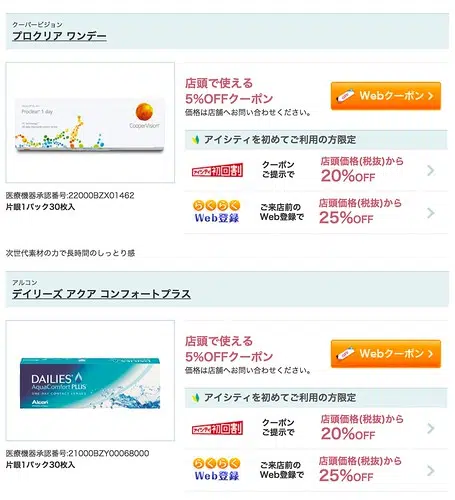 クーパービジョン
プロクリア ワンデー
Proclear 1 day
CooperVision
店頭で使える
5%OFFクーポン
価格は店舗へお問い合わせください。
Webクーポン
アイシティを初めてご利用の方限定
アイシティ 初回割
クーポン
ご提示で
店頭価格(税抜)から
20%OFF
らくらく
Web登録
ご来店前の
Web登録で
店頭価格(税抜)から
25%OFF
医療機器承認番号:22000BZX01462
片眼1パック30枚入
次世代素材の力で長時間のしっとり感
アルコン
デイリーズ アクア コンフォートプラス
DAILIES
AquaComfort PLUS
ONE-DAY CONTACT LENSES
Alcon
店頭で使える
5%OFFクーポン
価格は店舗へお問い合わせください。
Webクーポン
アイシティを初めてご利用の方限定
アイシティ 初回割
クーポン
ご提示で
店頭価格(税抜)から
20%OFF
らくらく
Web登録
ご来店前の
Web登録で
店頭価格(税抜)から
25%OFF
医療機器承認番号:21000BZY00068000
片眼1パック30枚入